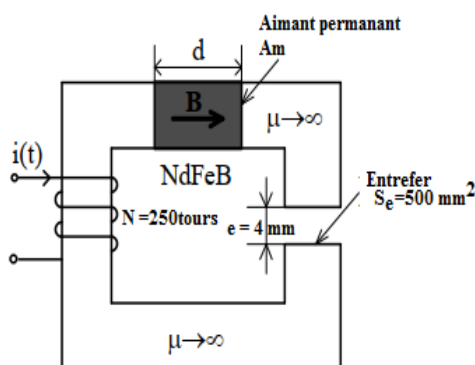 Aimant permanant
Am
d
B
μ→∞
i(t)
NdFeB
Entrefer
Se=500 mm²
N =250tours
e = 4 mm
μ→∞